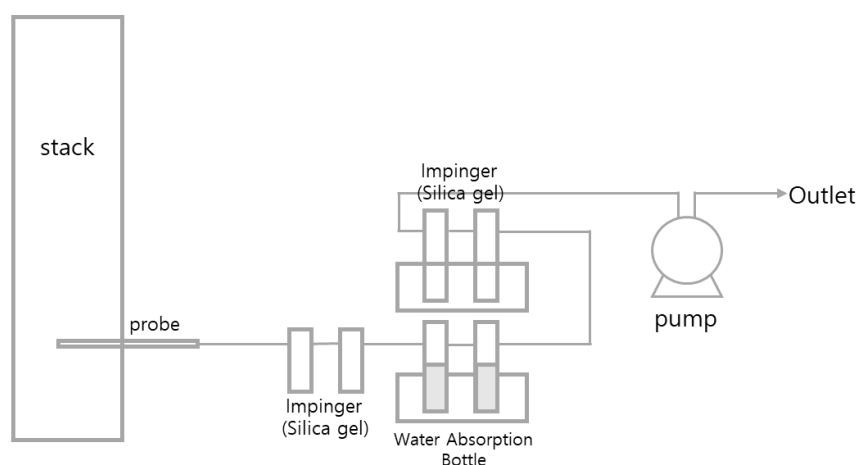 stack
Impinger
(Silica gel)
Outlet
probe
pump
Impinger
(Silica gel)
Water Absorption
Bottle